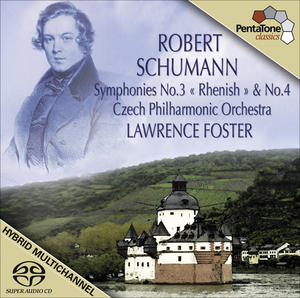 PentaTone
classics
ROBERT
SCHUMANN
Symphonies No.3 « Rhenish » & No.4
Czech Philharmonic Orchestra
LAWRENCE FOSTER
HYBRID MULTICHANNEL
SUPER AUDIO CD